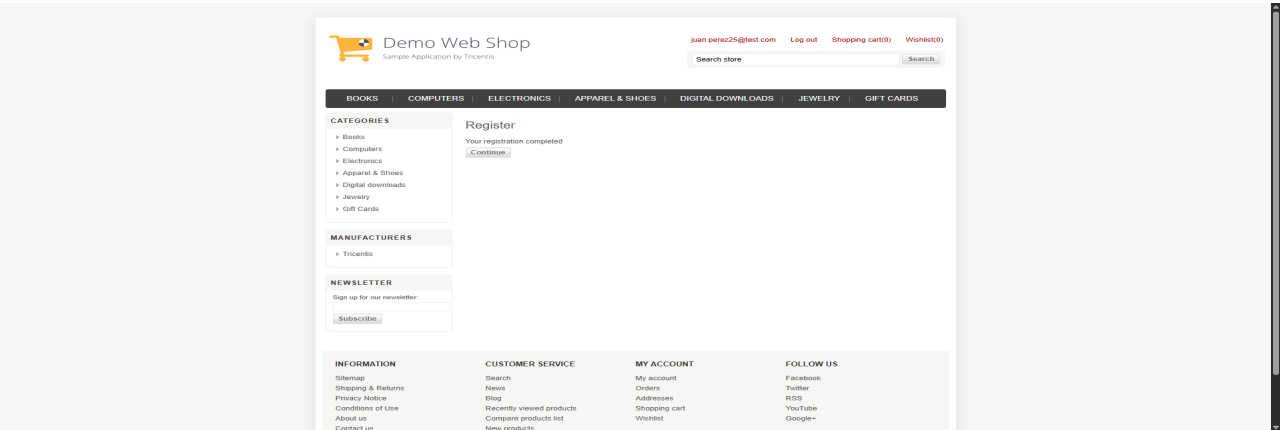 Demo Web Shop
Sample Application by Tricentis
juan.perez25@test.com Log out Shopping cart(0) Wishlist(0)
Search store Search
BOOKS COMPUTERS ELECTRONICS APPAREL & SHOES DIGITAL DOWNLOADS JEWELRY GIFT CARDS
CATEGORIES
Books
Computers
Electronics
Apparel & Shoes
Digital downloads
Jewelry
Gift Cards
MANUFACTURERS
Tricentis
NEWSLETTER
Sign up for our newsletter:
Subscribe
Register
Your registration completed
Continue
INFORMATION
Sitemap
Shipping & Returns
Privacy Notice
Conditions of Use
About us
Contact us
CUSTOMER SERVICE
Search
News
Blog
Recently viewed products
Compare products list
New products
MY ACCOUNT
My account
Orders
Addresses
Shopping cart
Wishlist
FOLLOW US
Facebook
Twitter
RSS
YouTube
Google+